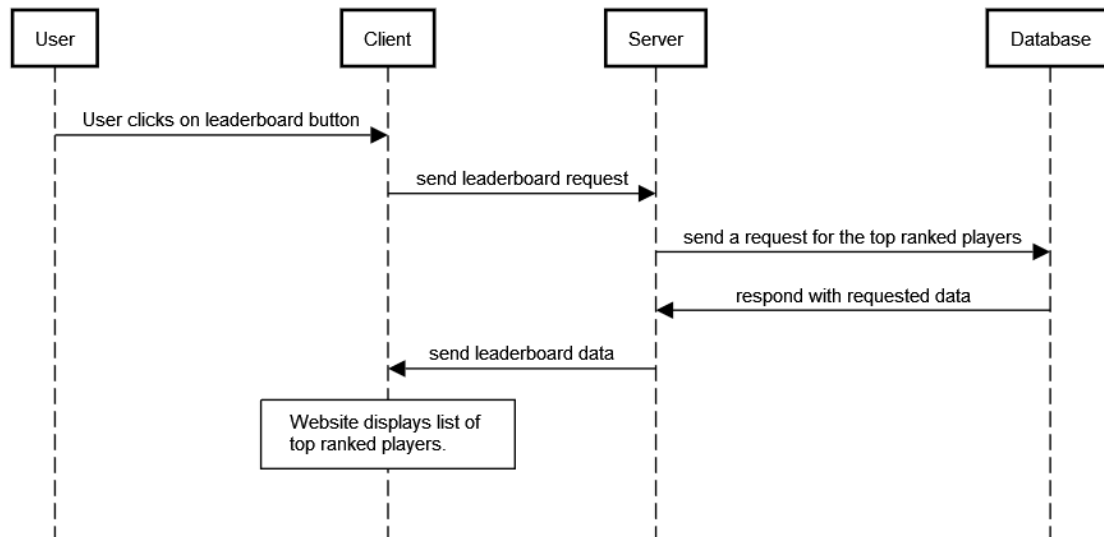 User
Client
Server
Database
User clicks on leaderboard button
send leaderboard request
send a request for the top ranked players
respond with requested data
send leaderboard data
Website displays list of
top ranked players.